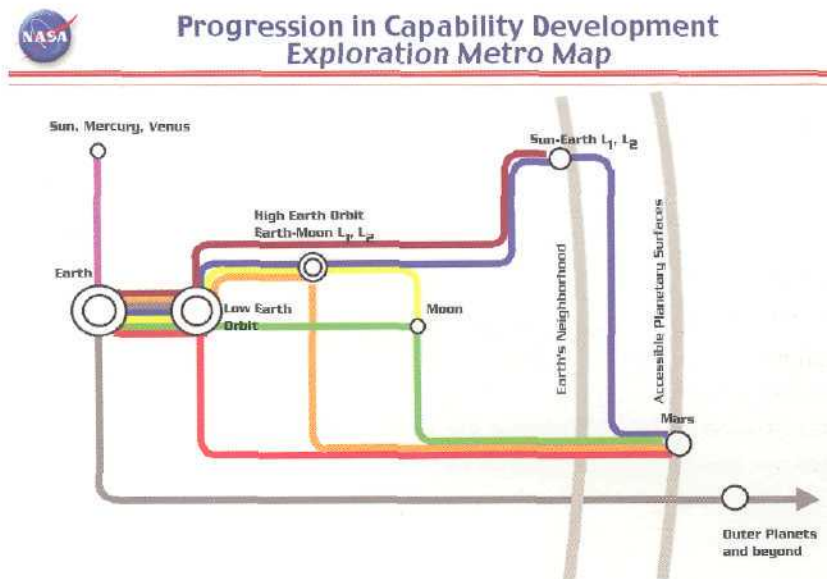 NASA
Progression in Capability Development
Exploration Metro Map
Sun, Mercury, Venus
Sun-Earth L1, L2
High Earth Orbit
Earth-Moon L1, L2
Earth
Low Earth
Orbit
Moon
Earth's Neighborhood
Accessible Planetary Surfaces
Mars
Outer Planets
and beyond